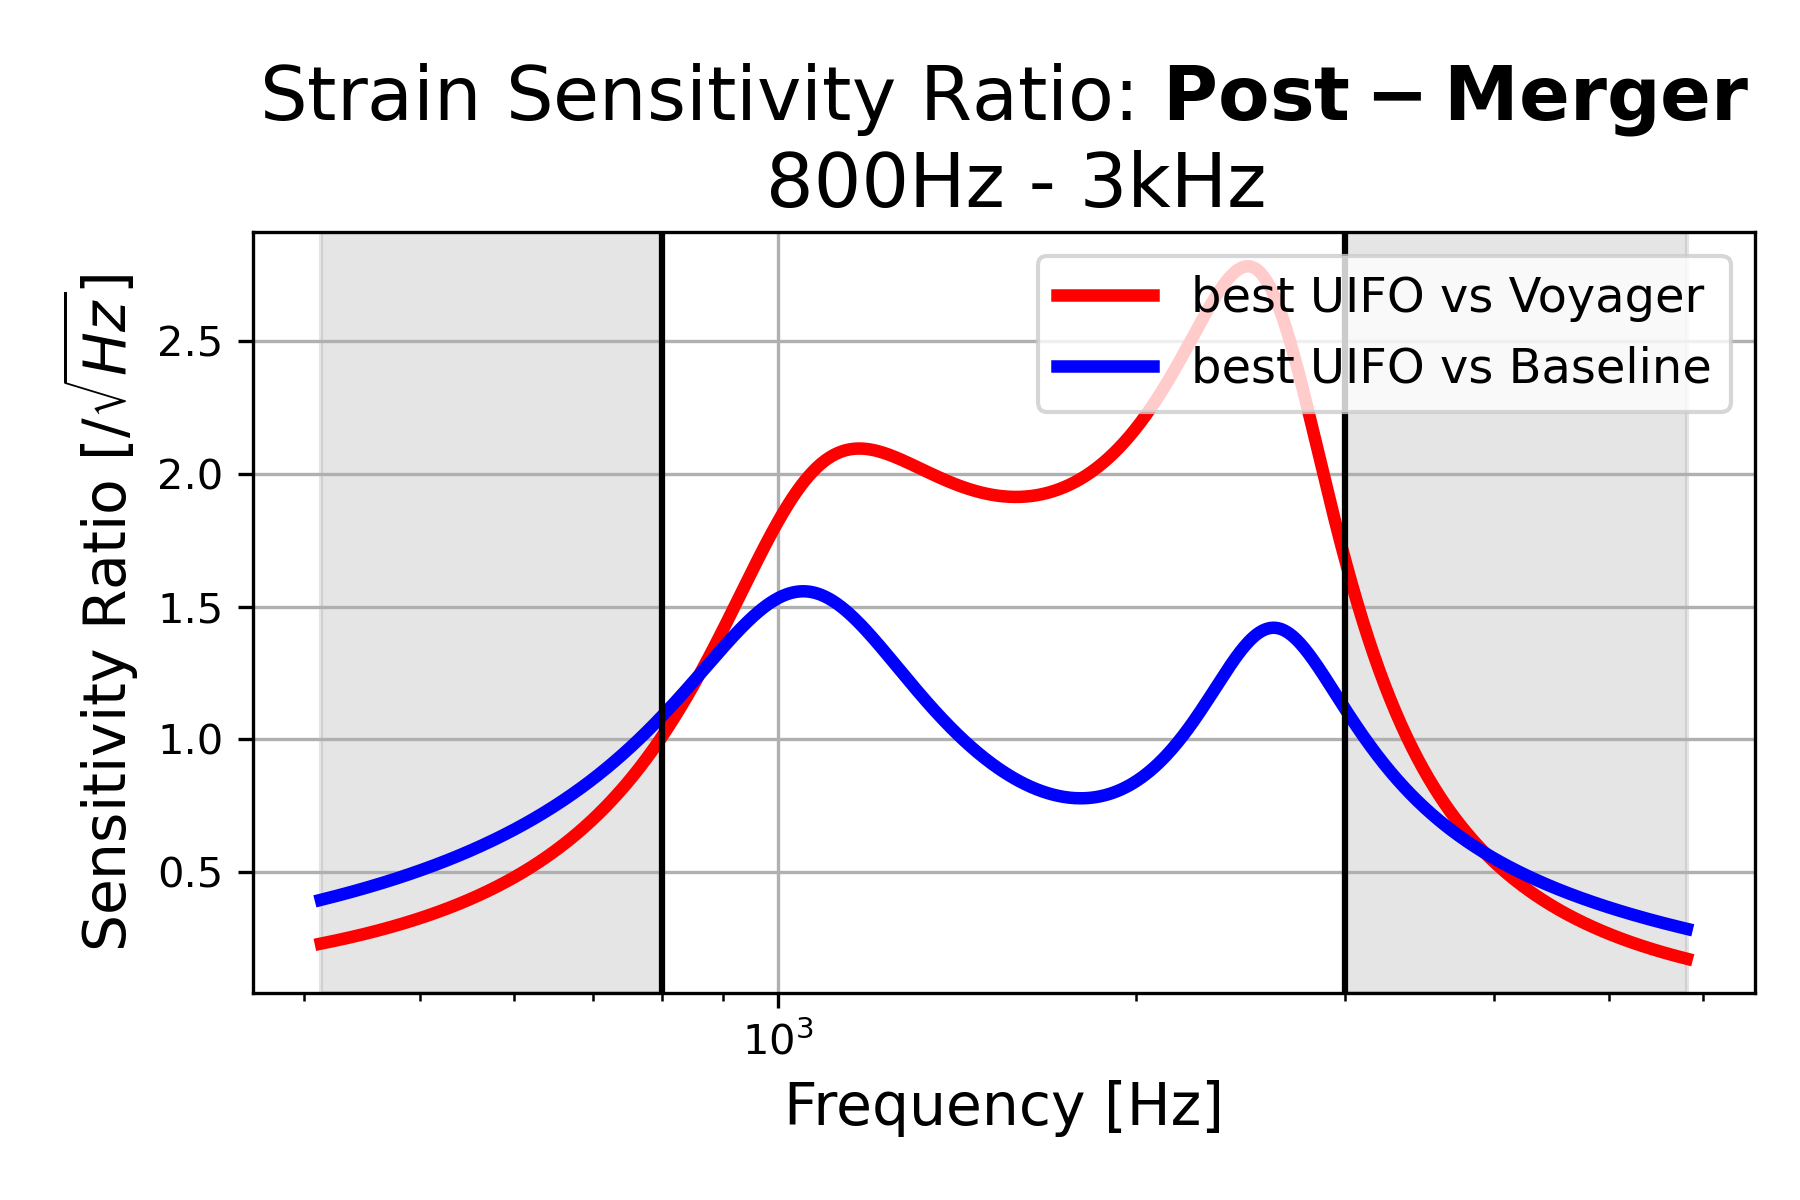 Strain Sensitivity Ratio: Post − Merger
800Hz - 3kHz
Sensitivity Ratio [/√Hz]
2.5
2.0
1.5
1.0
0.5
best UIFO vs Voyager
best UIFO vs Baseline
10³
Frequency [Hz]